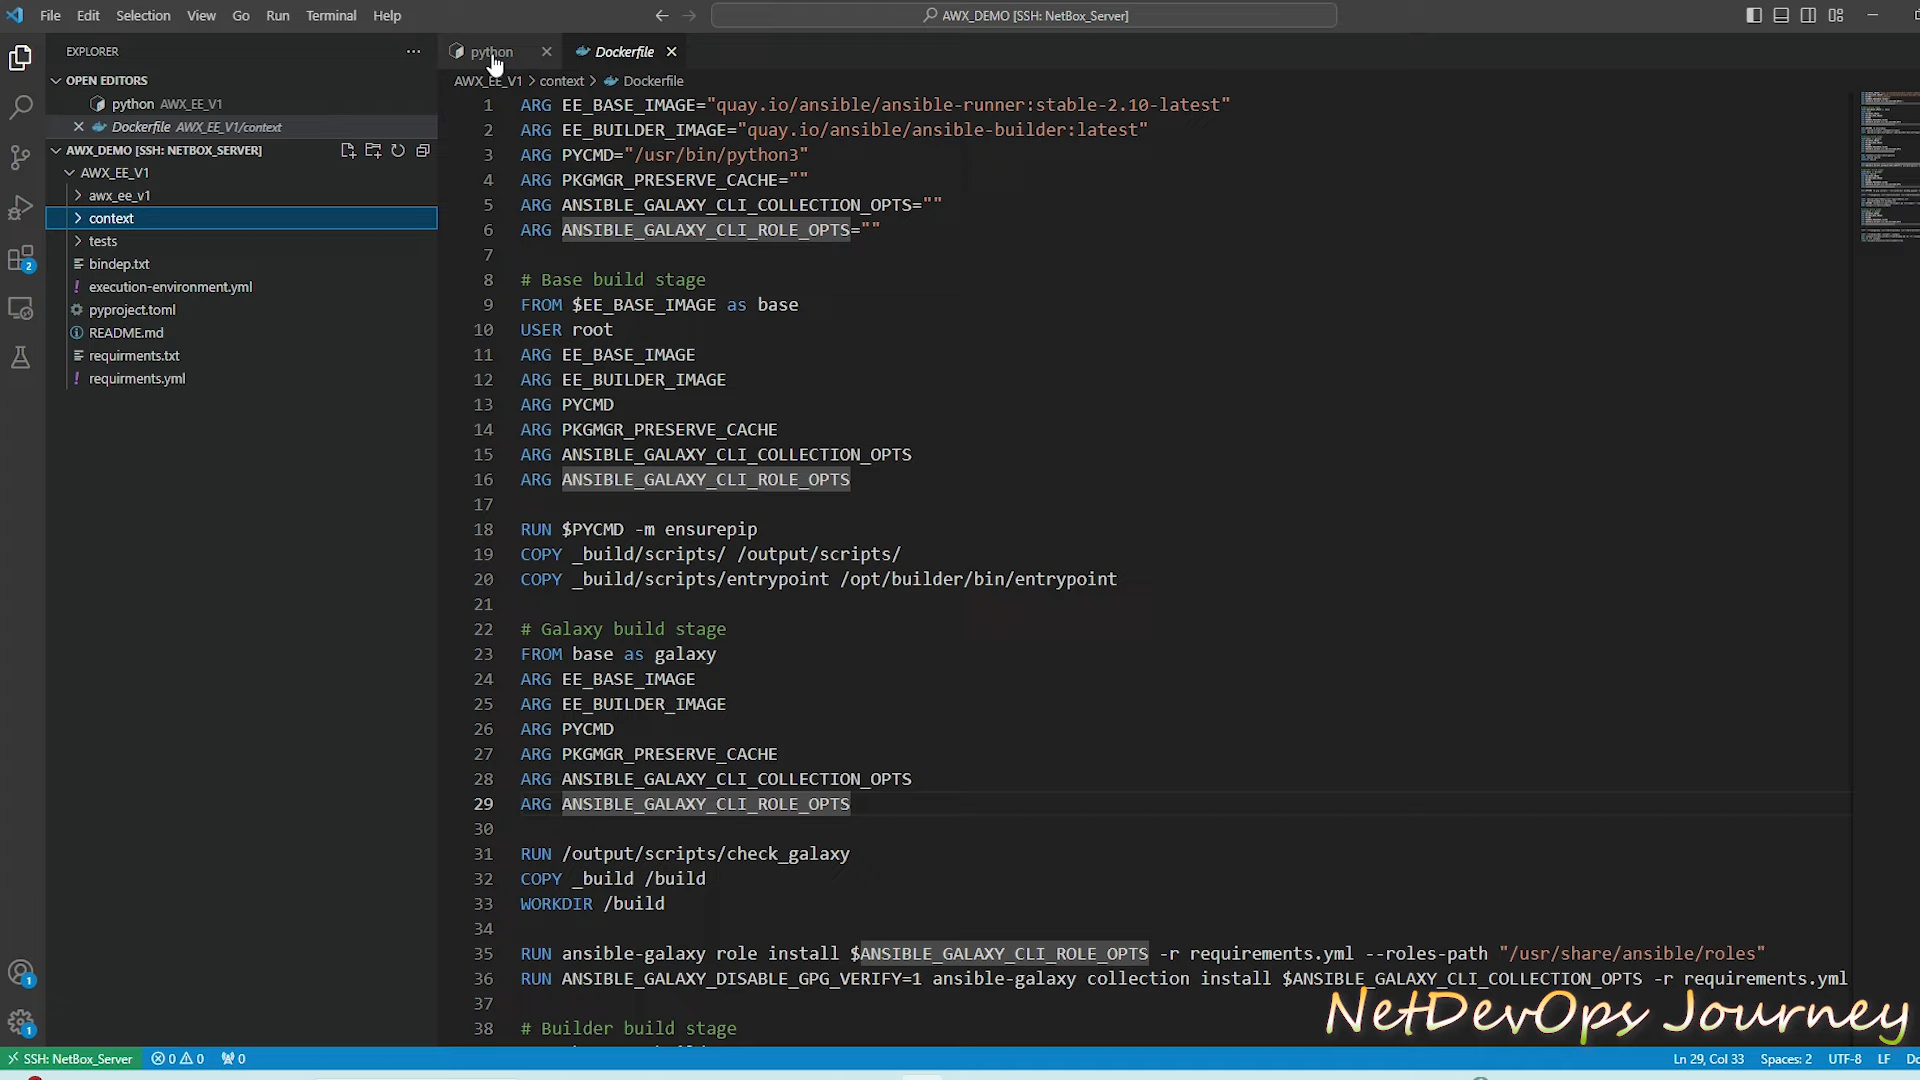 File Edit Selection View Go Run Terminal Help
AWX_DEMO [SSH: NetBox_Server]
EXPLORER
OPEN EDITORS
python AWX_EE_V1
Dockerfile AWX_EE_V1/context
AWX_DEMO [SSH: NETBOX_SERVER]
AWX_EE_V1
awx_ee_v1
context
tests
bindep.txt
execution-environment.yml
pyproject.toml
README.md
requirments.txt
requirments.yml
2
1
1
python
Dockerfile
AWX_EE_V1 > context > Dockerfile
1 ARG EE_BASE_IMAGE="quay.io/ansible/ansible-runner:stable-2.10-latest"
2 ARG EE_BUILDER_IMAGE="quay.io/ansible/ansible-builder:latest"
3 ARG PYCMD="/usr/bin/python3"
4 ARG PKGMGR_PRESERVE_CACHE=""
5 ARG ANSIBLE_GALAXY_CLI_COLLECTION_OPTS=""
6 ARG ANSIBLE_GALAXY_CLI_ROLE_OPTS=""
7
8 # Base build stage
9 FROM $EE_BASE_IMAGE as base
10 USER root
11 ARG EE_BASE_IMAGE
12 ARG EE_BUILDER_IMAGE
13 ARG PYCMD
14 ARG PKGMGR_PRESERVE_CACHE
15 ARG ANSIBLE_GALAXY_CLI_COLLECTION_OPTS
16 ARG ANSIBLE_GALAXY_CLI_ROLE_OPTS
17
18 RUN $PYCMD -m ensurepip
19 COPY _build/scripts/ /output/scripts/
20 COPY _build/scripts/entrypoint /opt/builder/bin/entrypoint
21
22 # Galaxy build stage
23 FROM base as galaxy
24 ARG EE_BASE_IMAGE
25 ARG EE_BUILDER_IMAGE
26 ARG PYCMD
27 ARG PKGMGR_PRESERVE_CACHE
28 ARG ANSIBLE_GALAXY_CLI_COLLECTION_OPTS
29 ARG ANSIBLE_GALAXY_CLI_ROLE_OPTS
30
31 RUN /output/scripts/check_galaxy
32 COPY _build /build
33 WORKDIR /build
34
35 RUN ansible-galaxy role install $ANSIBLE_GALAXY_CLI_ROLE_OPTS -r requirements.yml --roles-path "/usr/share/ansible/roles"
36 RUN ANSIBLE_GALAXY_DISABLE_GPG_VERIFY=1 ansible-galaxy collection install $ANSIBLE_GALAXY_CLI_COLLECTION_OPTS -r requirements.yml
37
38 # Builder build stage
NetDevOps Journey
SSH: NetBox_Server 0 0 0 Ln 29, Col 33 Spaces: 2 UTF-8 LF